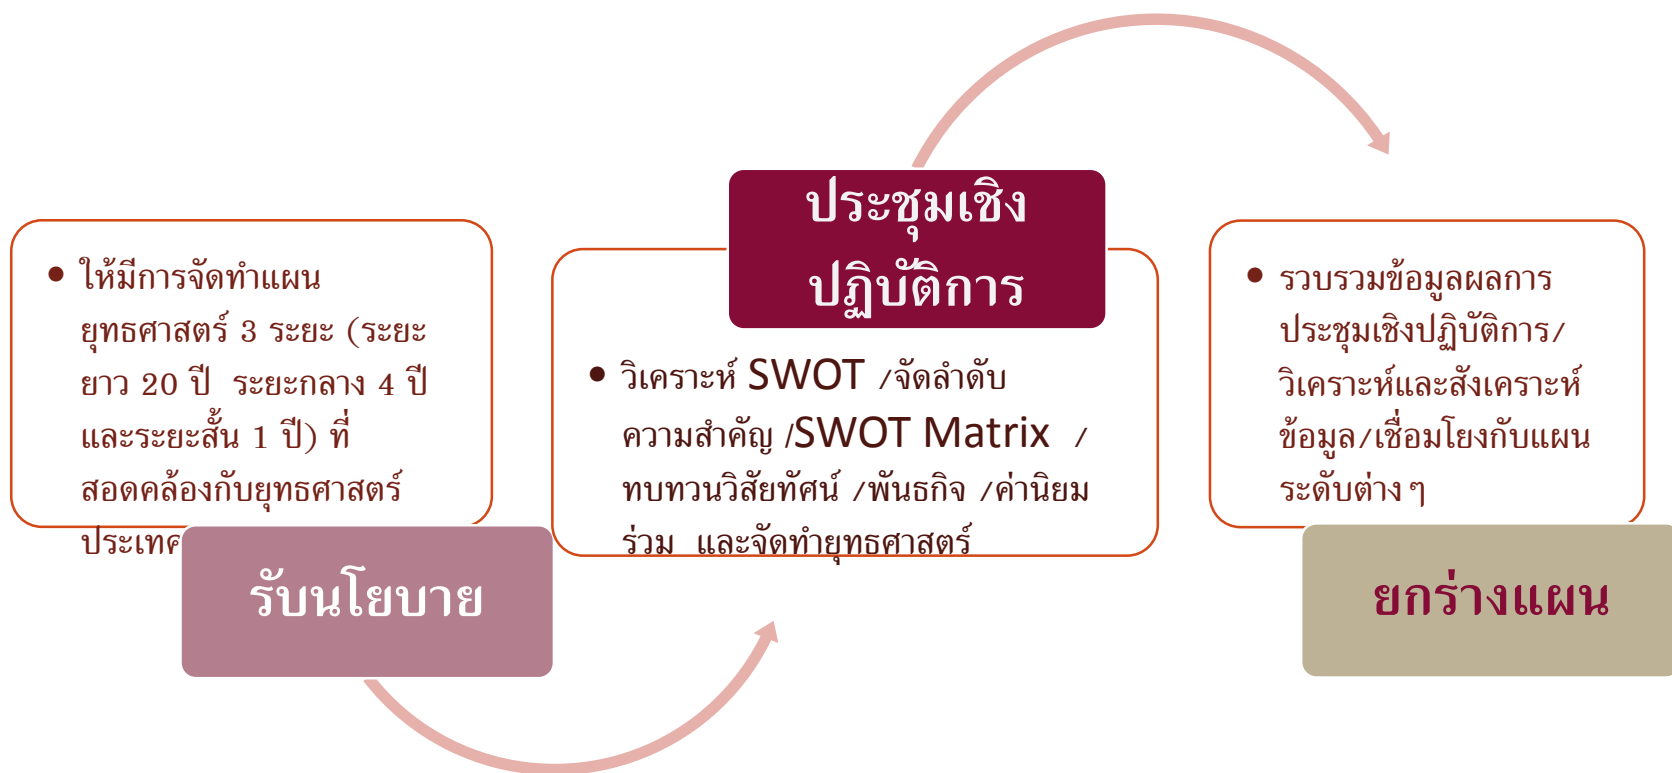 ให้มีการจัดทำแผน
ยุทธศาสตร์ 3 ระยะ (ระยะ
ยาว 20 ปี ระยะกลาง 4 ปี
และระยะสั้น 1 ปี) ที่
สอดคล้องกับยุทธศาสตร์
ประเทศ
รับนโยบาย
ประชุมเชิง
ปฏิบัติการ
วิเคราะห์ SWOT /จัดลำดับ
ความสำคัญ /SWOT Matrix /
ทบทวนวิสัยทัศน์ /พันธกิจ /ค่านิยม
ร่วม และจัดทำยุทธศาสตร์
รวบรวมข้อมูลผลการ
ประชุมเชิงปฏิบัติการ/
วิเคราะห์และสังเคราะห์
ข้อมูล/เชื่อมโยงกับแผน
ระดับต่าง ๆ
ยกร่างแผน